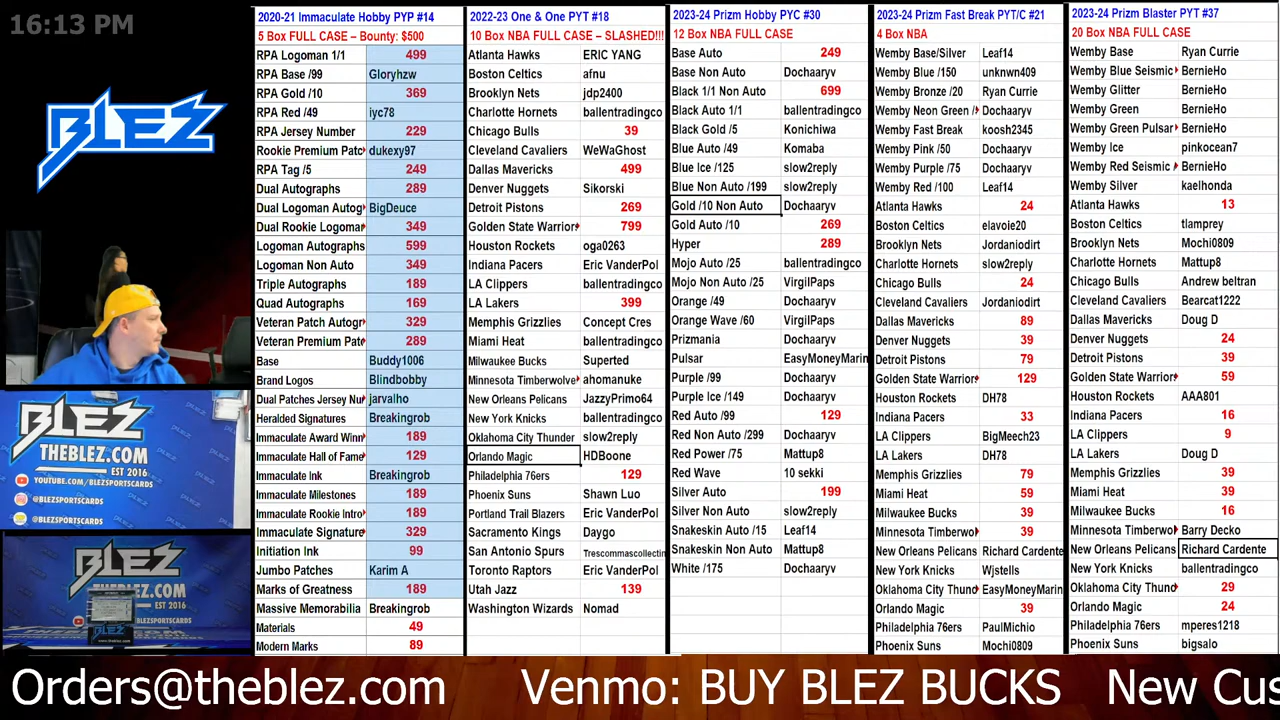 16:13 PM
BLEZ
BLEZ
THEBLEZ.COM
EST 2016
YOUTUBE.COM/BLEZSPORTSCARDS
@BLEZSPORTSCARDS
@BLEZSPORTSCARDS
BLEZ
EST 2016
BLEZ
2020-21 Immaculate Hobby PYP #14
5 Box FULL CASE – Bounty: $500
RPA Logoman 1/1 499
RPA Base /99 Gloryhzw
RPA Gold /10 369
RPA Red /49 iyc78
RPA Jersey Number 229
Rookie Premium Patc dukexy97
RPA Tag /5 249
Dual Autographs 289
Dual Logoman Autog BigDeuce
Dual Rookie Logoma 349
Logoman Autographs 599
Logoman Non Auto 349
Triple Autographs 189
Quad Autographs 169
Veteran Patch Autogr 329
Veteran Premium Pat 289
Base Buddy1006
Brand Logos Blindbobby
Dual Patches Jersey Nu jarvalho
Heralded Signatures Breakingrob
Immaculate Award Winn 189
Immaculate Hall of Fame 129
Immaculate Ink Breakingrob
Immaculate Milestones 189
Immaculate Rookie Intro 189
Immaculate Signature 329
Initiation Ink 99
Jumbo Patches Karim A
Marks of Greatness 189
Massive Memorabilia Breakingrob
Materials 49
Modern Marks 89
2022-23 One & One PYT #18
10 Box NBA FULL CASE – SLASHED!!!
Atlanta Hawks ERIC YANG
Boston Celtics afnu
Brooklyn Nets jdp2400
Charlotte Hornets ballentradingco
Chicago Bulls 39
Cleveland Cavaliers WeWaGhost
Dallas Mavericks 499
Denver Nuggets Sikorski
Detroit Pistons 269
Golden State Warrior 799
Houston Rockets oga0263
Indiana Pacers Eric VanderPol
LA Clippers ballentradingco
LA Lakers 399
Memphis Grizzlies Concept Cres
Miami Heat ballentradingco
Milwaukee Bucks Superted
Minnesota Timberwolve ahomanuke
New Orleans Pelicans JazzyPrimo64
New York Knicks ballentradingco
Oklahoma City Thunder slow2reply
Orlando Magic HDBoone
Philadelphia 76ers 129
Phoenix Suns Shawn Luo
Portland Trail Blazers Eric VanderPol
Sacramento Kings Daygo
San Antonio Spurs Trescommascollectin
Toronto Raptors Eric VanderPol
Utah Jazz 139
Washington Wizards Nomad
2023-24 Prizm Hobby PYC #30
12 Box NBA FULL CASE
Base Auto 249
Base Non Auto Dochaaryv
Black 1/1 Non Auto 699
Black Auto 1/1 ballentradingco
Black Gold /5 Konichiwa
Blue Auto /49 Komaba
Blue Ice /125 slow2reply
Blue Non Auto /199 slow2reply
Gold /10 Non Auto Dochaaryv
Gold Auto /10 269
Hyper 289
Mojo Auto /25 ballentradingco
Mojo Non Auto /25 VirgilPaps
Orange /49 Dochaaryv
Orange Wave /60 VirgilPaps
Prizmania Dochaaryv
Pulsar EasyMoneyMarin
Purple /99 Dochaaryv
Purple Ice /149 Dochaaryv
Red Auto /99 129
Red Non Auto /299 Dochaaryv
Red Power /75 Mattup8
Red Wave 10 sekki
Silver Auto 199
Silver Non Auto slow2reply
Snakeskin Auto /15 Leaf14
Snakeskin Non Auto Mattup8
White /175 Dochaaryv
2023-24 Prizm Fast Break PYT/C #21
4 Box NBA
Wemby Base/Silver Leaf14
Wemby Blue /150 unknwn409
Wemby Bronze /20 Ryan Currie
Wemby Neon Green / Dochaaryv
Wemby Fast Break koosh2345
Wemby Pink /50 Dochaaryv
Wemby Purple /75 Dochaaryv
Wemby Red /100 Leaf14
Atlanta Hawks 24
Boston Celtics elavoie20
Brooklyn Nets Jordaniodirt
Charlotte Hornets slow2reply
Chicago Bulls 24
Cleveland Cavaliers Jordaniodirt
Dallas Mavericks 89
Denver Nuggets 39
Detroit Pistons 79
Golden State Warrior 129
Houston Rockets DH78
Indiana Pacers 33
LA Clippers BigMeech23
LA Lakers DH78
Memphis Grizzlies 79
Miami Heat 59
Milwaukee Bucks 39
Minnesota Timberwo 39
New Orleans Pelicans Richard Cardente
New York Knicks Wjstells
Oklahoma City Thun EasyMoneyMarin
Orlando Magic 39
Philadelphia 76ers PaulMichio
Phoenix Suns Mochi0809
2023-24 Prizm Blaster PYT #37
20 Box NBA FULL CASE
Wemby Base Ryan Currie
Wemby Blue Seismic BernieHo
Wemby Glitter BernieHo
Wemby Green BernieHo
Wemby Green Pulsar BernieHo
Wemby Ice pinkocean7
Wemby Red Seismic BernieHo
Wemby Silver kaelhonda
Atlanta Hawks 13
Boston Celtics tlamprey
Brooklyn Nets Mochi0809
Charlotte Hornets Mattup8
Chicago Bulls Andrew beltran
Cleveland Cavaliers Bearcat1222
Dallas Mavericks Doug D
Denver Nuggets 24
Detroit Pistons 39
Golden State Warrior 59
Houston Rockets AAA801
Indiana Pacers 16
LA Clippers 9
LA Lakers Doug D
Memphis Grizzlies 39
Miami Heat 39
Milwaukee Bucks 16
Minnesota Timberwo Barry Decko
New Orleans Pelicans Richard Cardente
New York Knicks ballentradingco
Oklahoma City Thun 29
Orlando Magic 24
Philadelphia 76ers mperes1218
Phoenix Suns bigsalo
Orders@theblez.com Venmo: BUY BLEZ BUCKS New Cus